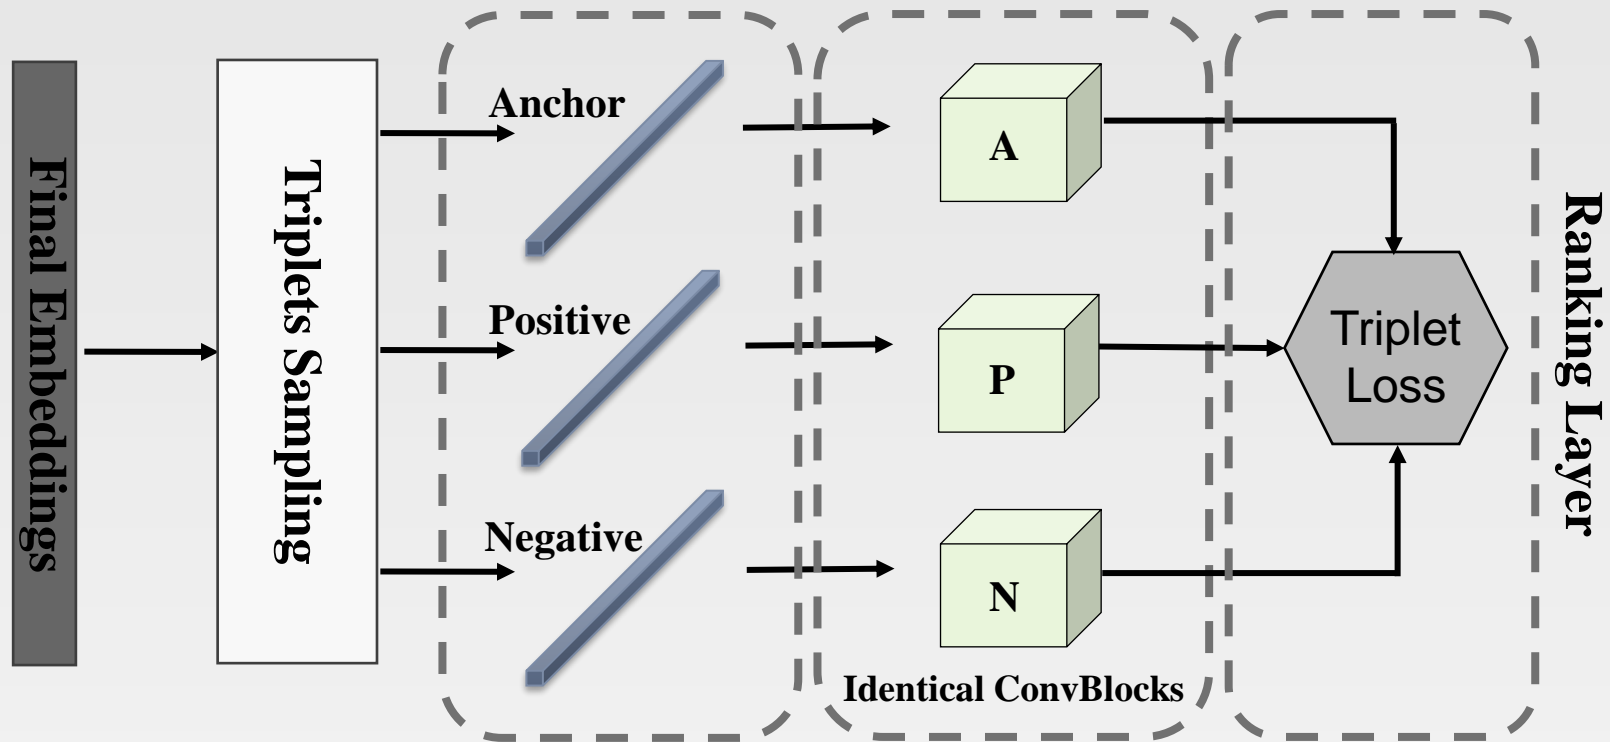 Final Embeddings
Triplets Sampling
Anchor
Positive
Negative
A
P
N
Identical ConvBlocks
Triplet
Loss
Ranking Layer